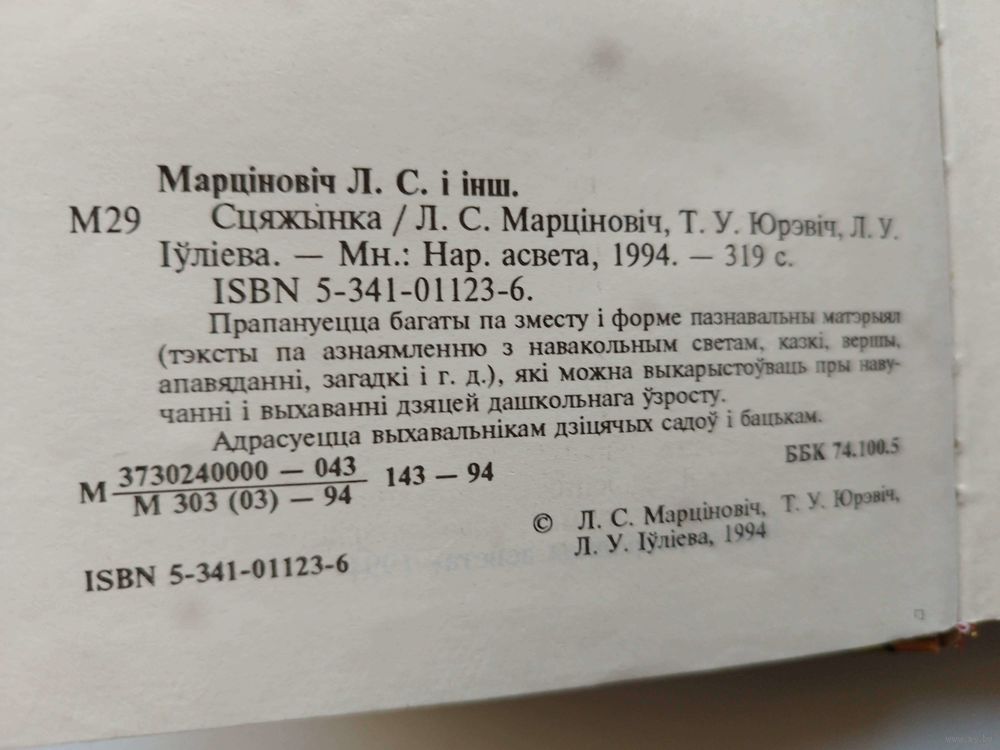 Марціновіч Л. С. і інш.
М29 Сцяжынка / Л. С. Марціновіч, Т. У. Юрэвіч, Л. У.
Іўліева. — Мн.: Нар. асвета, 1994. — 319 с.
ISBN 5-341-01123-6.
Прапануецца багаты па зместу і форме пазнавальны матэрыял
(тэксты па азнаямленню з навакольным светам, казкі, вершы,
апавяданні, загадкі і г. д.), які можна выкарыстоўваць пры наву-
чанні і выхаванні дзяцей дашкольнага ўзросту.
Адрасуецца выхавальнікам дзіцячых садоў і бацькам.
М 3730240000 — 043
М 303 (03) — 94
143 — 94
ББК 74.100.5
© Л. С. Марціновіч, Т. У. Юрэвіч,
Л. У. Іўліева, 1994
ISBN 5-341-01123-6